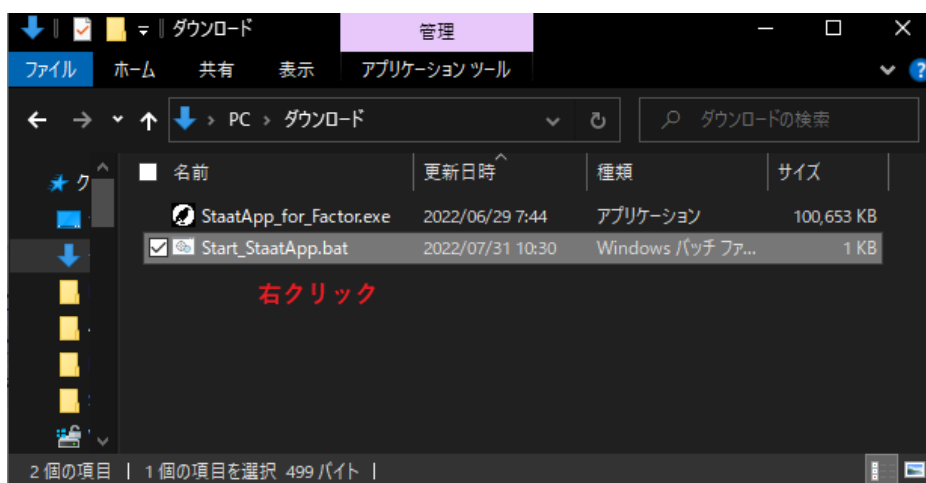 ダウンロード
管理
ファイル ホーム 共有 表示 アプリケーション ツール
PC › ダウンロード ダウンロードの検索
ク
名前 更新日時 種類 サイズ
StaatApp_for_Factor.exe 2022/06/29 7:44 アプリケーション 100,653 KB
Start_StaatApp.bat 2022/07/31 10:30 Windows バッチ ファ... 1 KB
右クリック
2 個の項目 1 個の項目を選択 499 バイト